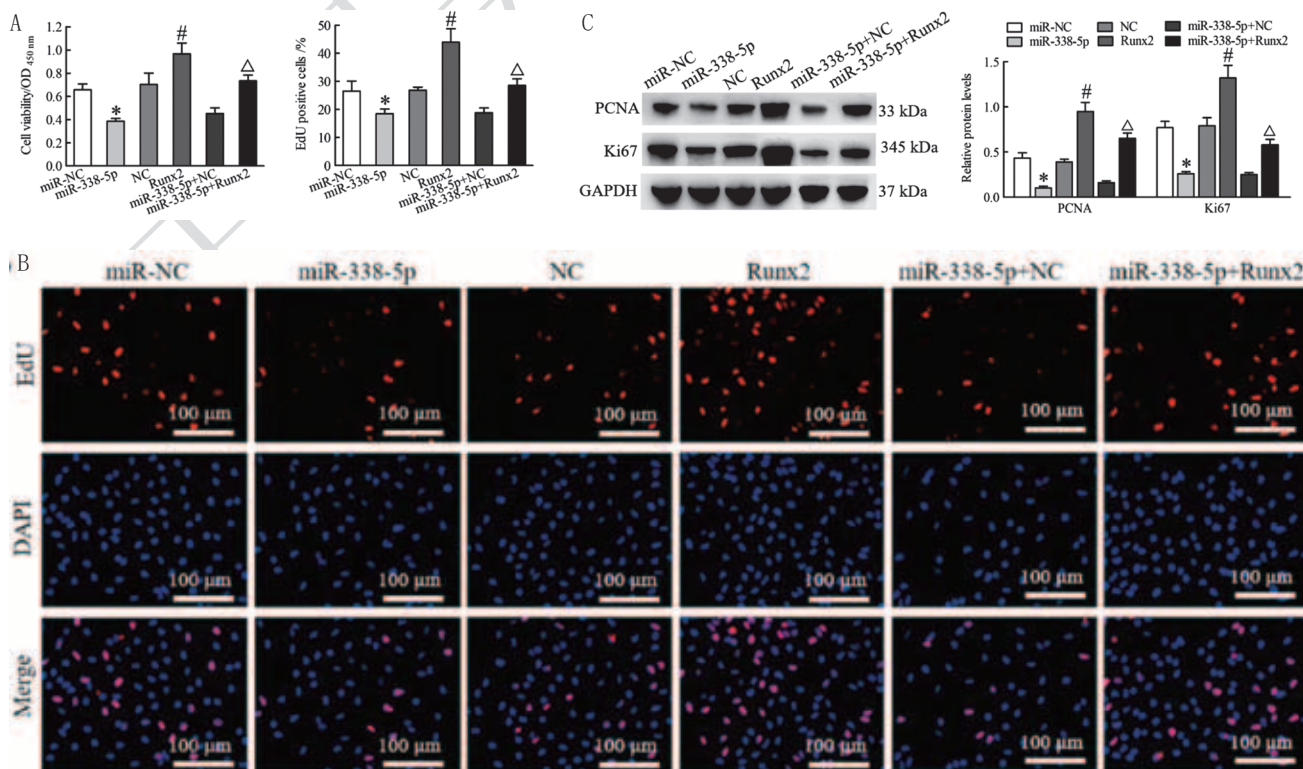 A
Cell viability/OD 450 nm
1.2
1.0
0.8
0.6
0.4
0.2
0.0
*
#
△
miR-NC
miR-338-5p
NC
Runx2
miR-338-5p+NC
miR-338-5p+Runx2
EdU positive cells /%
50
40
30
20
10
0
*
#
△
miR-NC
miR-338-5p
NC
Runx2
miR-338-5p+NC
miR-338-5p+Runx2
C
miR-NC
miR-338-5p
NC
Runx2
miR-338-5p+NC
miR-338-5p+Runx2
PCNA 33 kDa
Ki67 345 kDa
GAPDH 37 kDa
miR-NC NC miR-338-5p+NC
miR-338-5p Runx2 miR-338-5p+Runx2
Relative protein levels
1.5
1.0
0.5
0.0
*
#
△
*
#
△
PCNA Ki67
B
miR-NC miR-338-5p NC Runx2 miR-338-5p+NC miR-338-5p+Runx2
EdU
100 μm 100 μm 100 μm 100 μm 100 μm 100 μm
DAPI
100 μm 100 μm 100 μm 100 μm 100 μm 100 μm
Merge
100 μm 100 μm 100 μm 100 μm 100 μm 100 μm